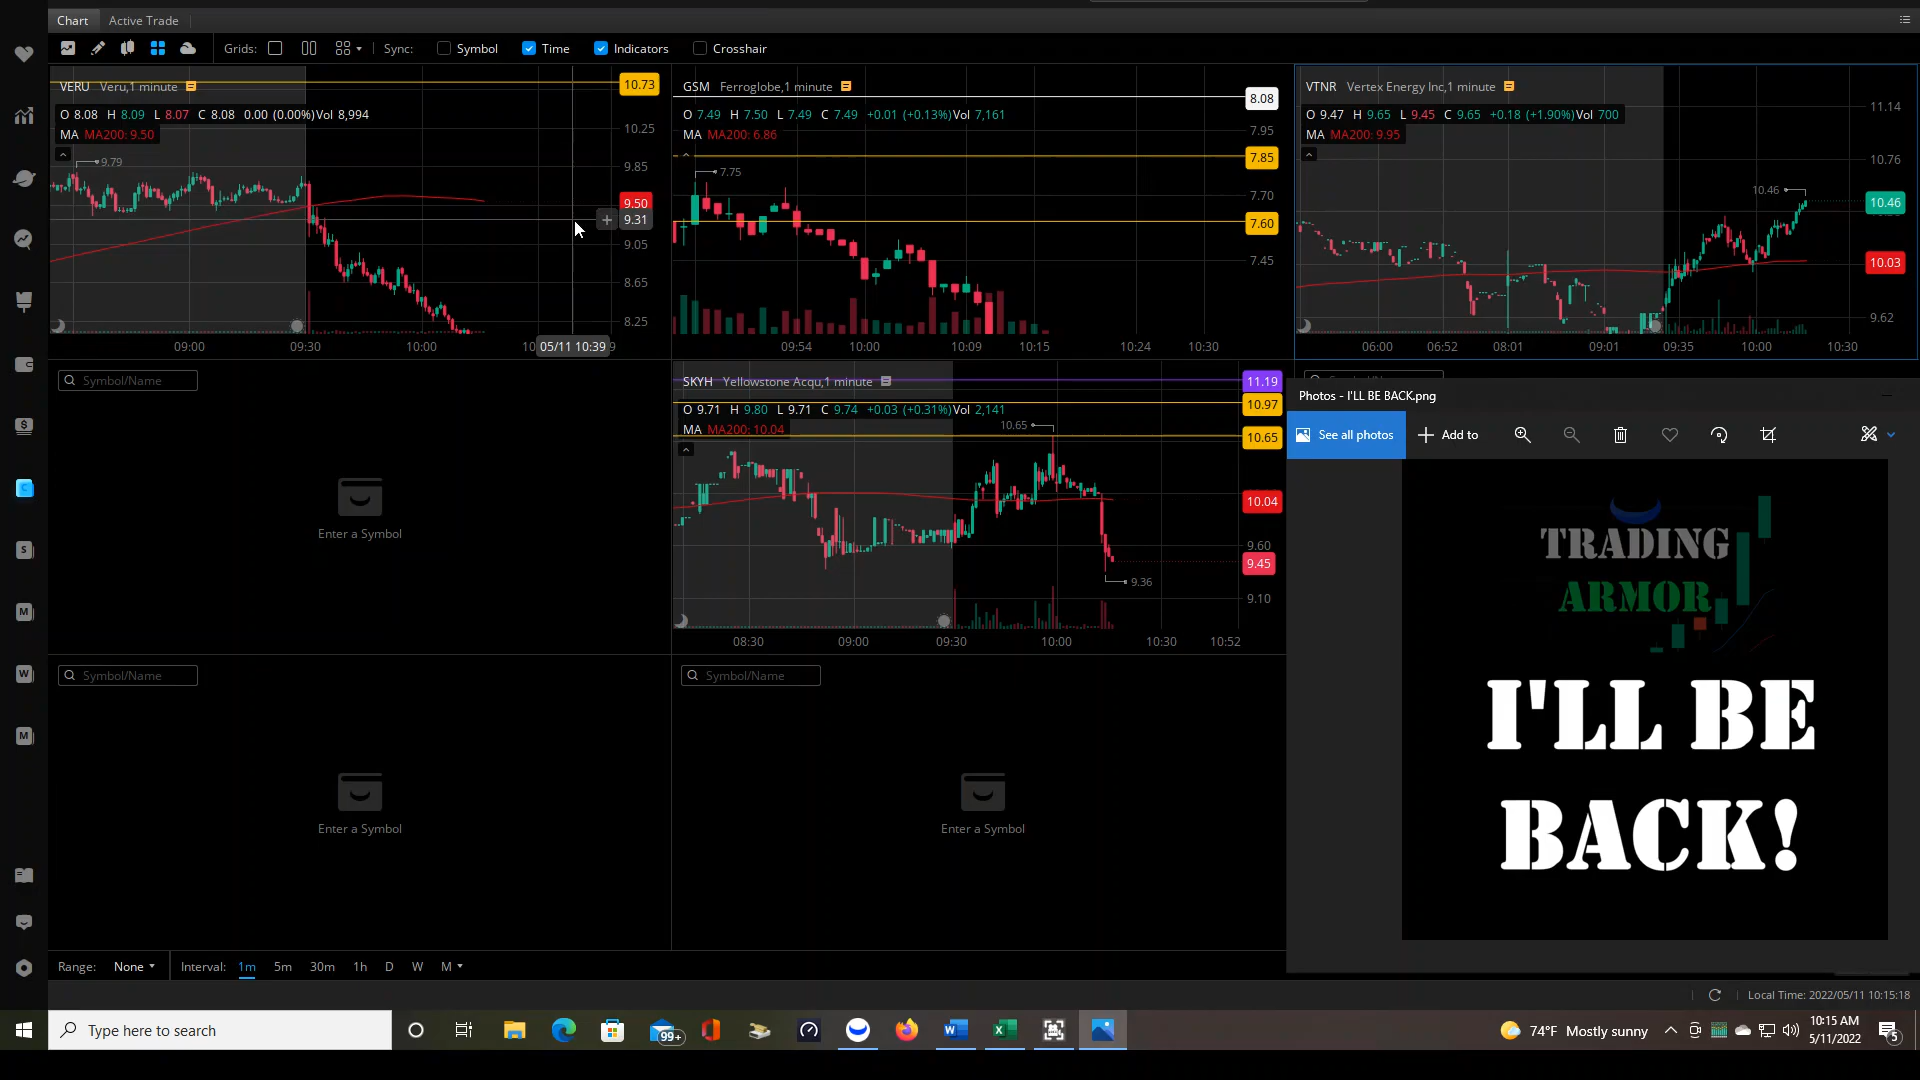 Chart Active Trade
Grids: Sync: Symbol Time Indicators Crosshair
VERU Veru,1 minute
O 8.08 H 8.09 L 8.07 C 8.08 0.00 (0.00%)Vol 8,994
MA MA200: 9.50
9.79
10.73
10.25
9.85
9.50
9.31
9.05
8.65
8.25
09:00 09:30 10:00 05/11 10:39
GSM Ferroglobe,1 minute
O 7.49 H 7.50 L 7.49 C 7.49 +0.01 (+0.13%)Vol 7,161
MA MA200: 6.86
7.75
8.08
7.95
7.85
7.70
7.60
7.45
09:54 10:00 10:09 10:15 10:24 10:30
VTNR Vertex Energy Inc,1 minute
O 9.47 H 9.65 L 9.45 C 9.65 +0.18 (+1.90%)Vol 700
MA MA200: 9.95
10.46
11.14
10.76
10.46
10.03
9.62
06:00 06:52 08:01 09:01 09:35 10:00 10:30
Symbol/Name
Enter a Symbol
SKYH Yellowstone Acqu,1 minute
O 9.71 H 9.80 L 9.71 C 9.74 +0.03 (+0.31%)Vol 2,141
MA MA200: 10.04
10.65
9.36
11.19
10.97
10.65
10.04
9.60
9.45
9.10
08:30 09:00 09:30 10:00 10:30 10:52
Photos - I'LL BE BACK.png
See all photos Add to
TRADING
ARMOR
I'LL BE
BACK!
Symbol/Name
Enter a Symbol
Symbol/Name
Enter a Symbol
Range: None Interval: 1m 5m 30m 1h D W M
Local Time: 2022/05/11 10:15:18
Type here to search
99+
74°F Mostly sunny
10:15 AM
5/11/2022
5